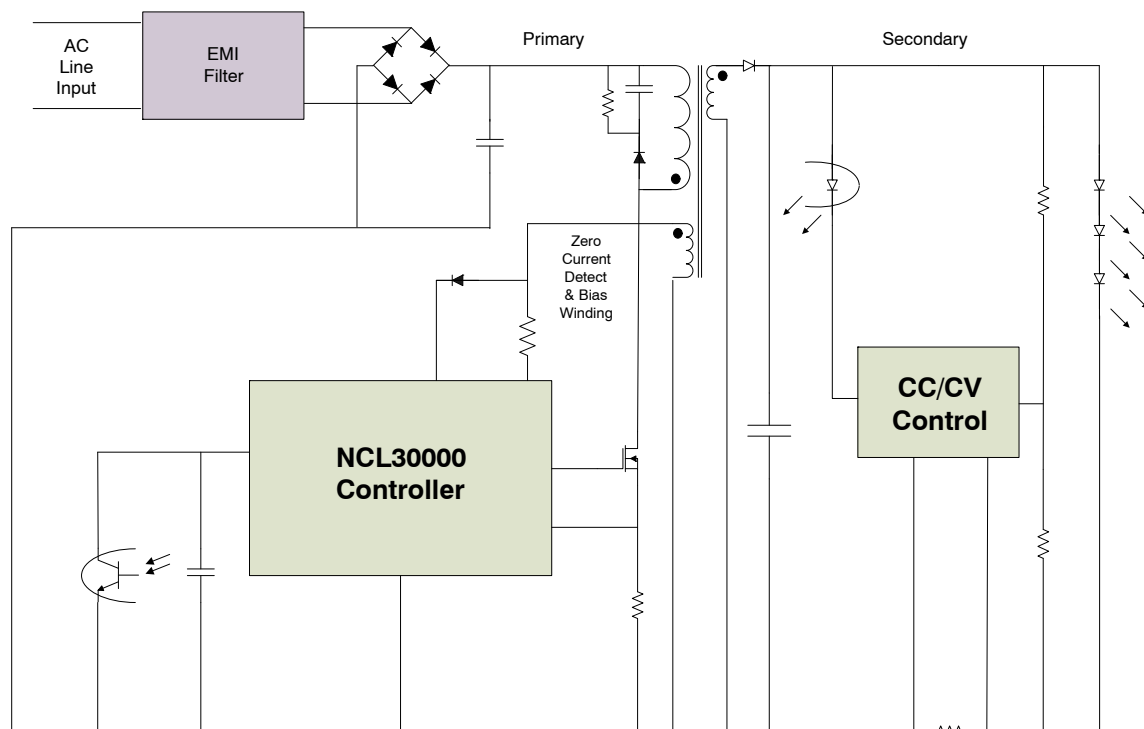 AC
Line
Input
EMI
Filter
Primary
Secondary
Zero
Current
Detect
& Bias
Winding
NCL30000
Controller
CC/CV
Control